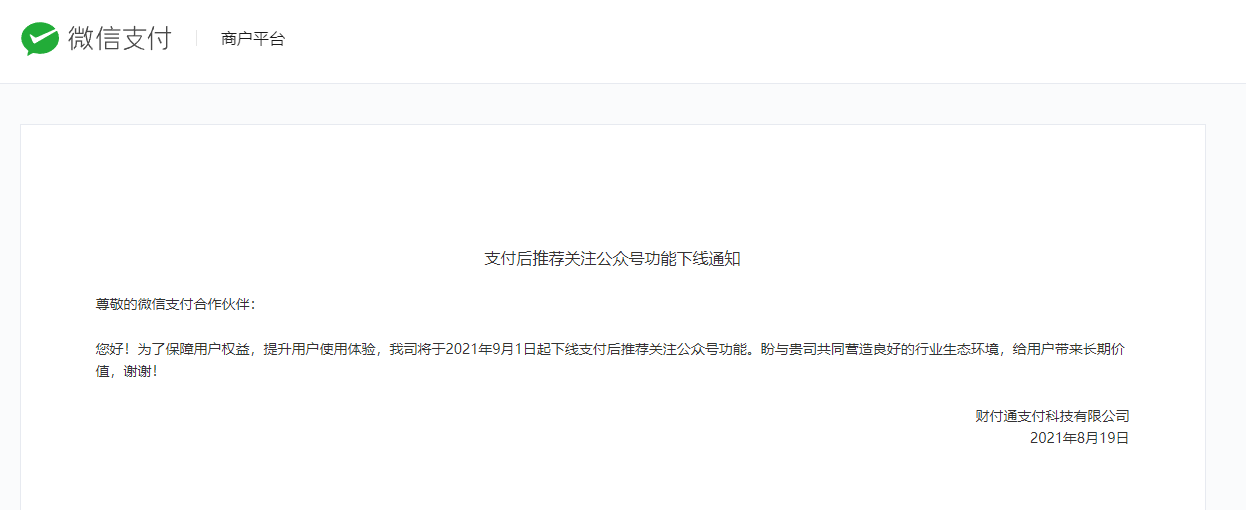 微信支付 商户平台
支付后推荐关注公众号功能下线通知
尊敬的微信支付合作伙伴：
您好！为了保障用户权益，提升用户使用体验，我司将于2021年9月1日起下线支付后推荐关注公众号功能。盼与贵司共同营造良好的行业生态环境，给用户带来长期价
值，谢谢！
财付通支付科技有限公司
2021年8月19日